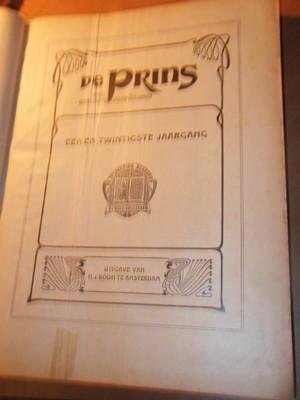 De PRINS
EEN EN TWINTIGSTE JAARGANG
UITGAVE VAN
N.J. BOON TE AMSTERDAM